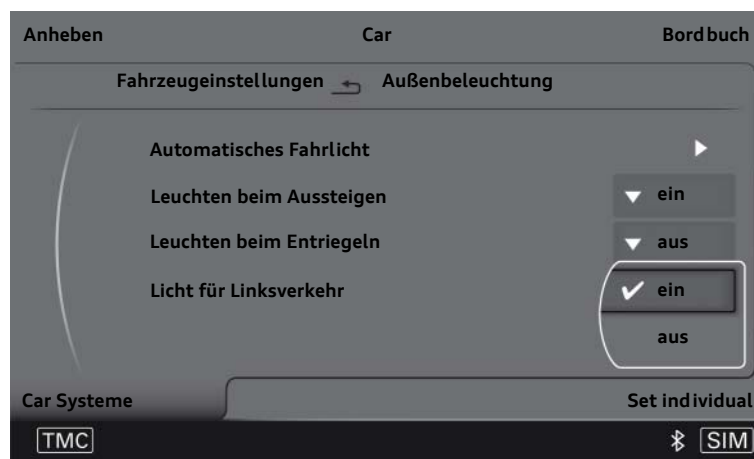 Anheben Car Bordbuch
Fahrzeugeinstellungen Außenbeleuchtung
Automatisches Fahrlicht
Leuchten beim Aussteigen ein
Leuchten beim Entriegeln aus
Licht für Linksverkehr ein
aus
Car Systeme Set individual
TMC SIM